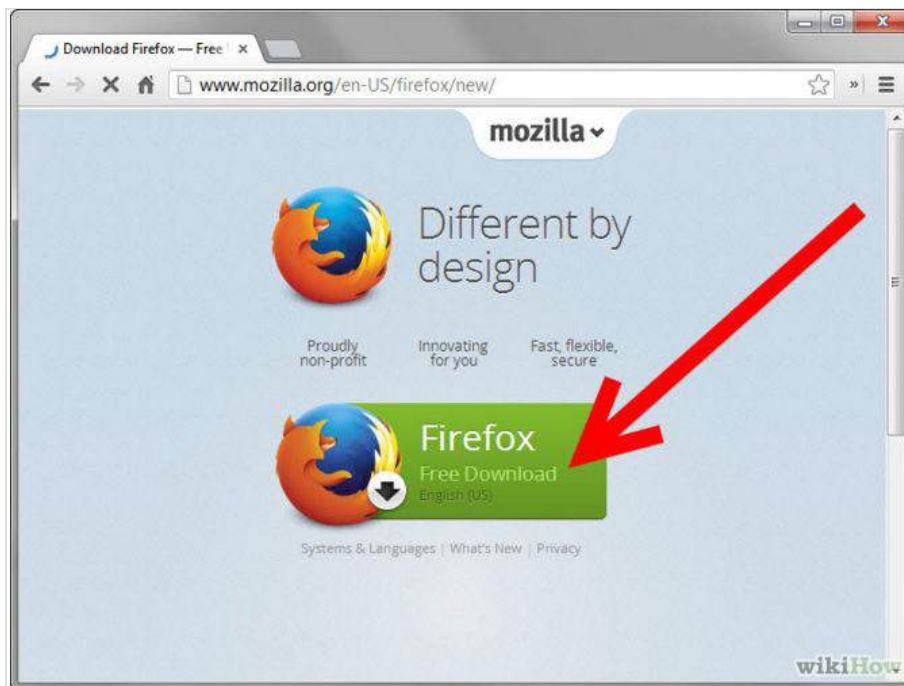 Download Firefox — Free
www.mozilla.org/en-US/firefox/new/
mozilla
Different by
design
Proudly
non-profit
Innovating
for you
Fast, flexible,
secure
Firefox
Free Download
English (US)
Systems & Languages | What's New | Privacy
wikiHow